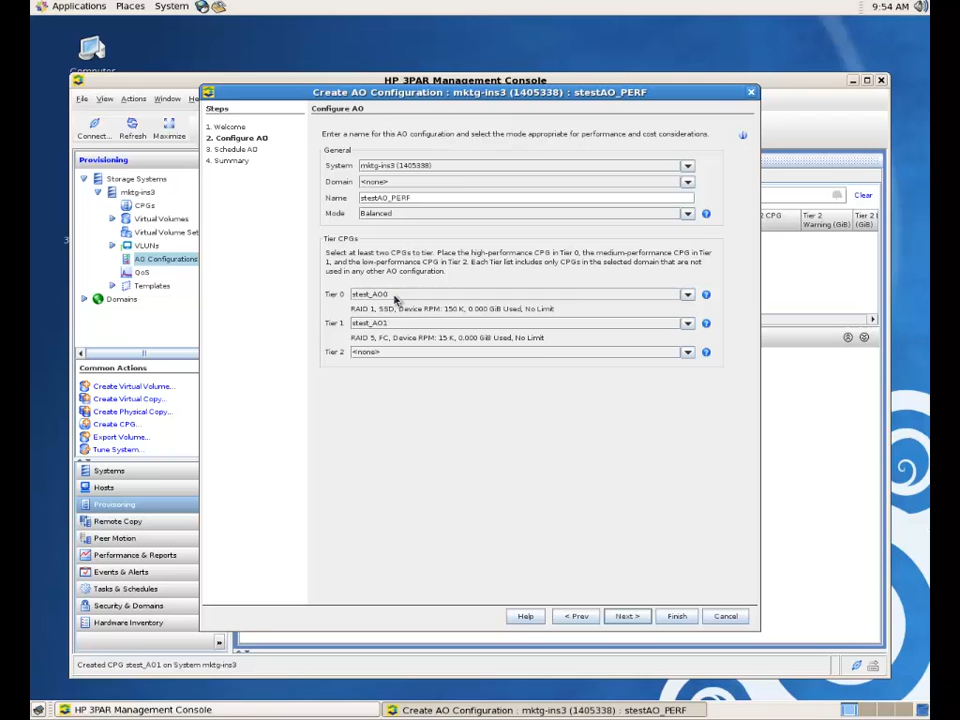 Applications Places System
9:54 AM
Computer
HP 3PAR Management Console
Create AO Configuration : mktg-ins3 (1405338) : stestAO_PERF
File View Actions Window
Connect... Refresh Maximize
Provisioning
Storage Systems
mktg-ins3
CPGs
Virtual Volumes
Virtual Volume Set
VLUNs
AO Configurations
QoS
Templates
Domains
Common Actions
Create Virtual Volume...
Create Virtual Copy...
Create Physical Copy...
Create CPG...
Export Volume...
Tune System...
Systems
Hosts
Provisioning
Remote Copy
Peer Motion
Performance & Reports
Events & Alerts
Tasks & Schedules
Security & Domains
Hardware Inventory
Created CPG stest_A01 on System mktg-ins3
Steps
1. Welcome
2. Configure AO
3. Schedule AO
4. Summary
Configure AO
Enter a name for this AO configuration and select the mode appropriate for performance and cost considerations.
General
System mktg-ins3 (1405338)
Domain <none>
Name stestAO_PERF
Mode Balanced
Tier CPGs
Select at least two CPGs to tier. Place the high-performance CPG in Tier 0, the medium-performance CPG in Tier
1, and the low-performance CPG in Tier 2. Each Tier list includes only CPGs in the selected domain that are not
used in any other AO configuration.
Tier 0 stest_A00
RAID 1, SSD, Device RPM: 150 K, 0.000 GiB Used, No Limit
Tier 1 stest_A01
RAID 5, FC, Device RPM: 15 K, 0.000 GiB Used, No Limit
Tier 2 <none>
Help < Prev Next > Finish Cancel
Clear
2 CPG
Tier 2
Warning (GiB)
Tier 2
HP 3PAR Management Console
Create AO Configuration : mktg-ins3 (1405338) : stestAO_PERF